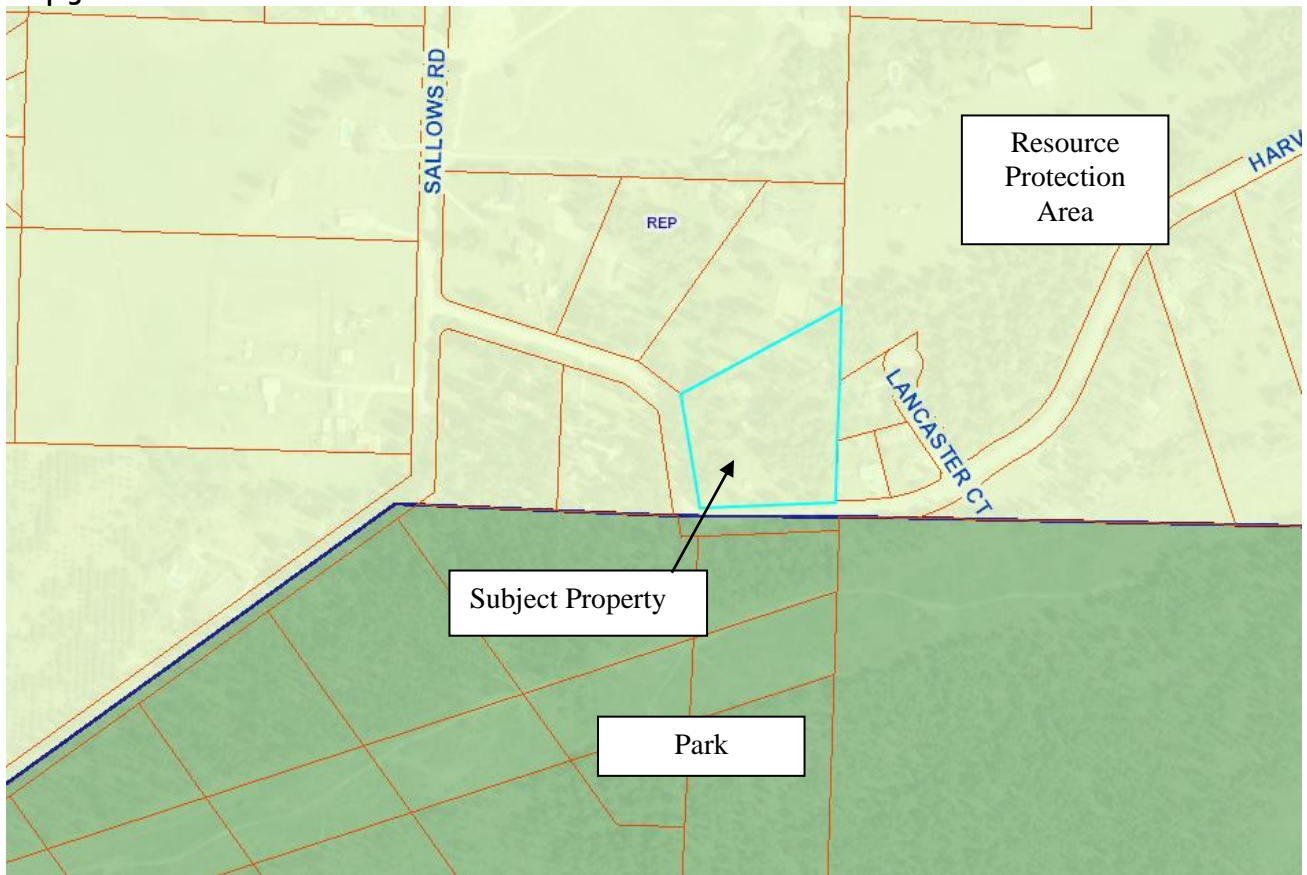 SALLOWS RD
REP
Resource
Protection
Area
HARV
LANCASTER CT
Subject Property
Park